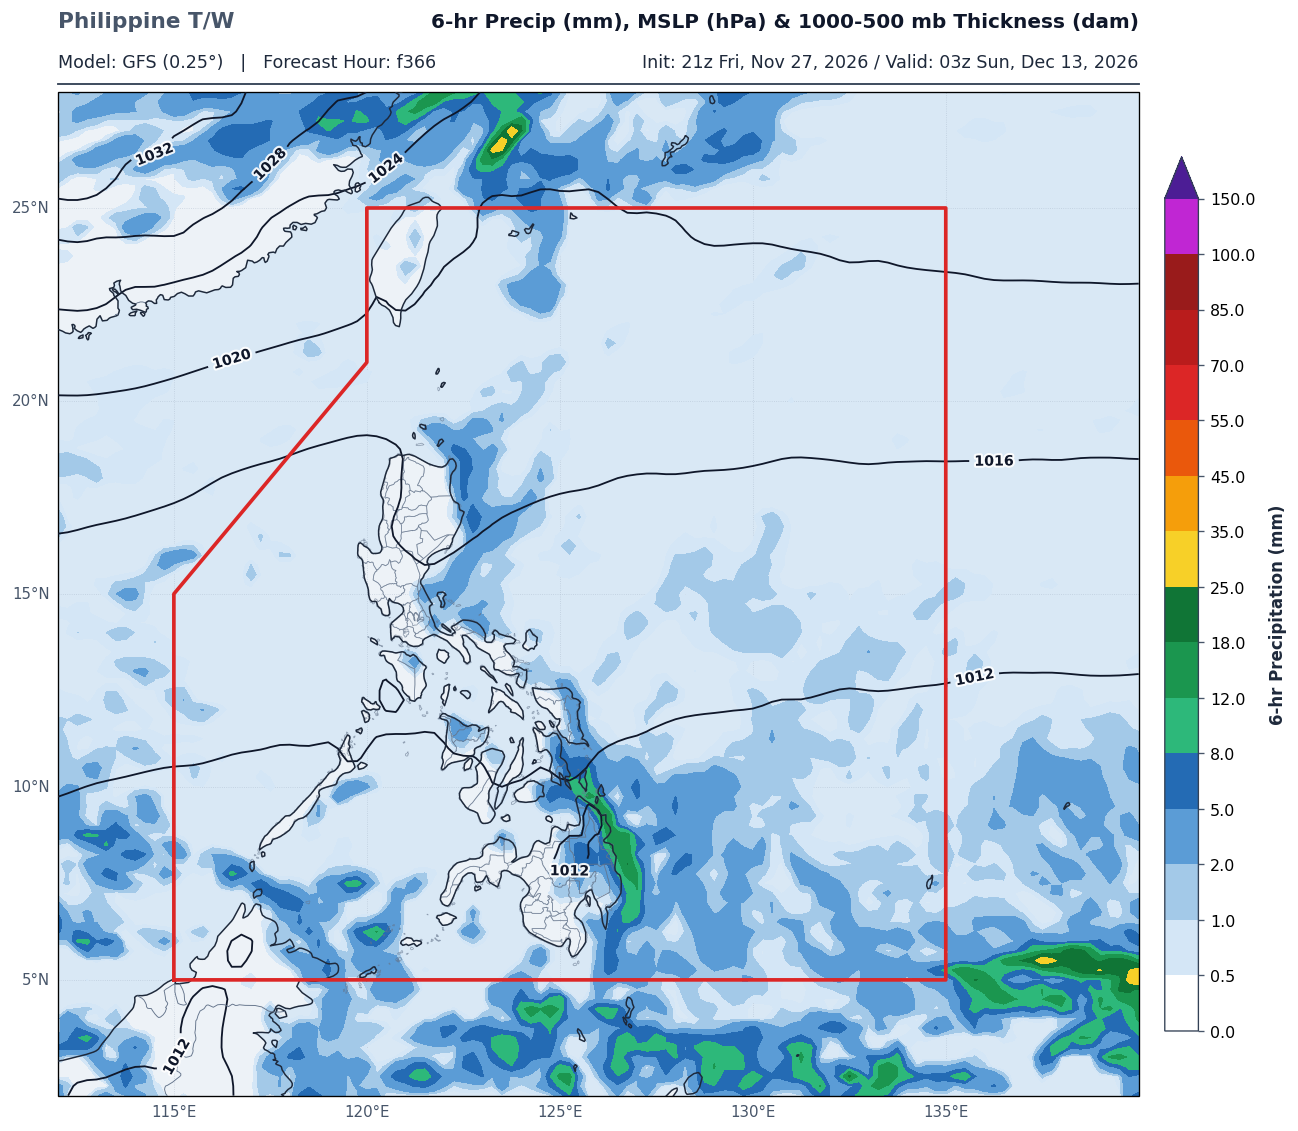 Philippine T/W
6-hr Precip (mm), MSLP (hPa) & 1000-500 mb Thickness (dam)
Model: GFS (0.25°) | Forecast Hour: f366
Init: 21z Fri, Nov 27, 2026 / Valid: 03z Sun, Dec 13, 2026
1032
1028
1024
1020
1016
1012
1012
1012
25°N
20°N
15°N
10°N
5°N
115°E
120°E
125°E
130°E
135°E
150.0
100.0
85.0
70.0
55.0
45.0
35.0
25.0
18.0
12.0
8.0
5.0
2.0
1.0
0.5
0.0
6-hr Precipitation (mm)